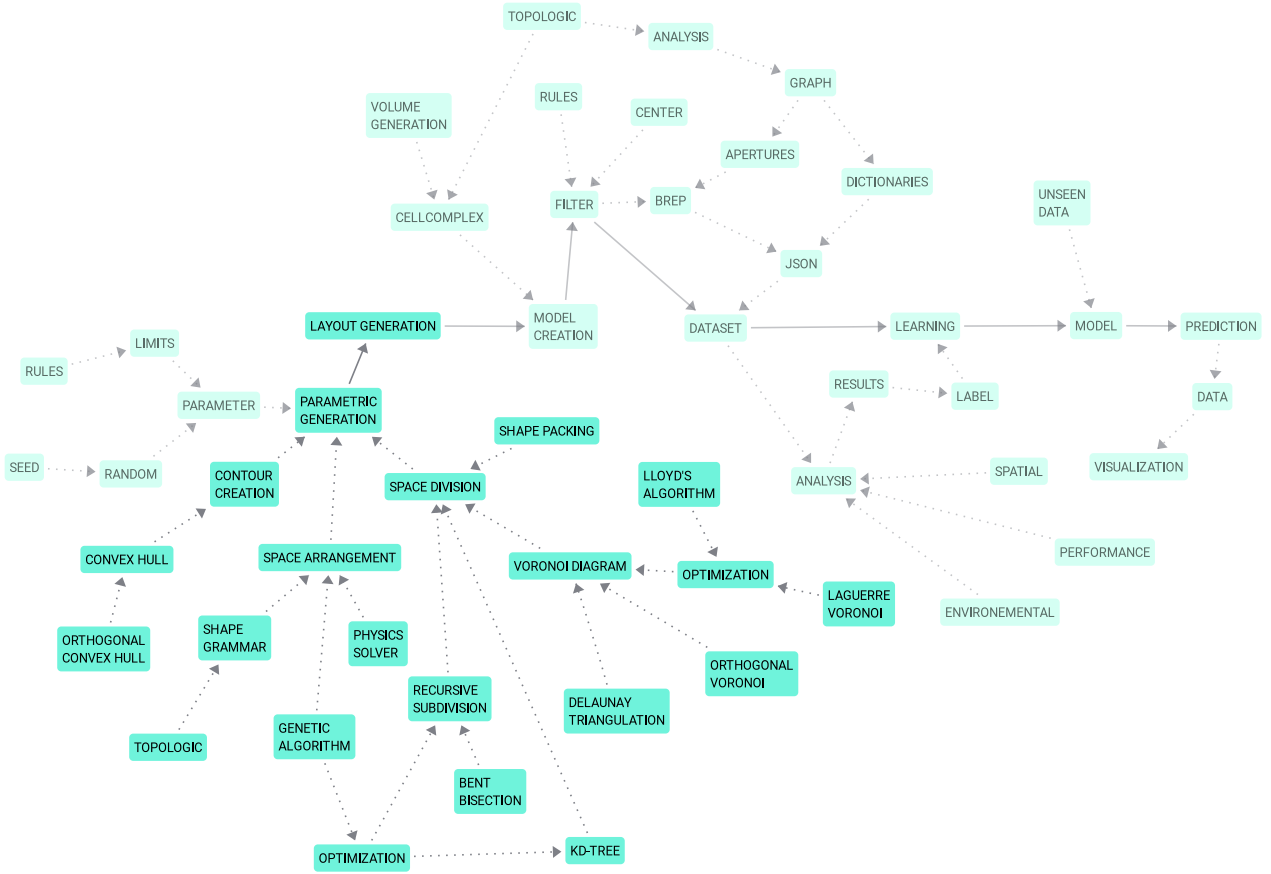 TOPOLOGIC
ANALYSIS
GRAPH
VOLUME
GENERATION
RULES
CENTER
APERTURES
DICTIONARIES
CELLCOMPLEX
FILTER
BREP
UNSEEN
DATA
JSON
LAYOUT GENERATION
MODEL
CREATION
DATASET
LEARNING
MODEL
PREDICTION
RULES
LIMITS
PARAMETER
PARAMETRIC
GENERATION
RESULTS
LABEL
DATA
SEED
RANDOM
CONTOUR
CREATION
SHAPE PACKING
SPACE DIVISION
LLOYD'S
ALGORITHM
ANALYSIS
SPATIAL
VISUALIZATION
CONVEX HULL
SPACE ARRANGEMENT
VORONOI DIAGRAM
OPTIMIZATION
LAGUERRE
VORONOI
PERFORMANCE
ENVIRONEMENTAL
ORTHOGONAL
CONVEX HULL
SHAPE
GRAMMAR
PHYSICS
SOLVER
RECURSIVE
SUBDIVISION
ORTHOGONAL
VORONOI
DELAUNAY
TRIANGULATION
TOPOLOGIC
GENETIC
ALGORITHM
BENT
BISECTION
OPTIMIZATION
KD-TREE